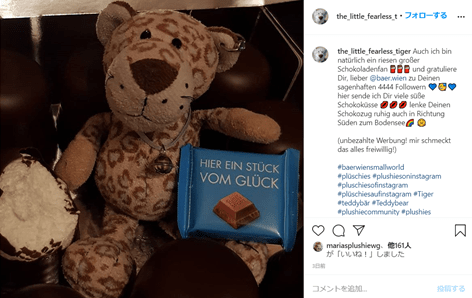 HIER EIN STÜCK
VOM GLÜCK
the_little_fearless_t • フォローする
the_little_fearless_tiger Auch ich bin
natürlich ein riesen großer
Schokoladenfan 🍫🍫🍫 und gratuliere
Dir, lieber @baer.wien zu Deinen
sagenhaften 4444 Followern 💙🥰💙
hier sende ich Dir viele süße
Schokoküsse 💋💋💋 lenke Deinen
Schokozug ruhig auch in Richtung
Süden zum Bodensee🌈
(unbezahlte Werbung! mir schmeckt
das alles freiwillig!)
#baerwiensmallworld
#plüschies #plushiesoninstagram
#plushiesofinstagram
#plüschiesaufinstagram #Tiger
#teddybär #Teddybear
#plushiecommunity #plushies
mariasplushiewg、他161人
が「いいね！」しました
3日前
コメントを追加... 投稿する